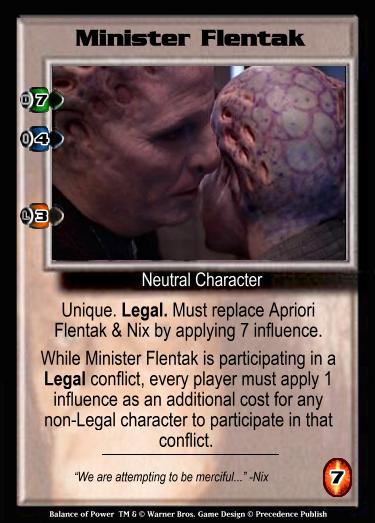 Minister Flentak
D 7
I 4
L 3
Neutral Character
Unique. Legal. Must replace Apriori
Flentak & Nix by applying 7 influence.
While Minister Flentak is participating in a
Legal conflict, every player must apply 1
influence as an additional cost for any
non-Legal character to participate in that
conflict.
“We are attempting to be merciful...” -Nix
7
Balance of Power TM & © Warner Bros. Game Design © Precedence Publish